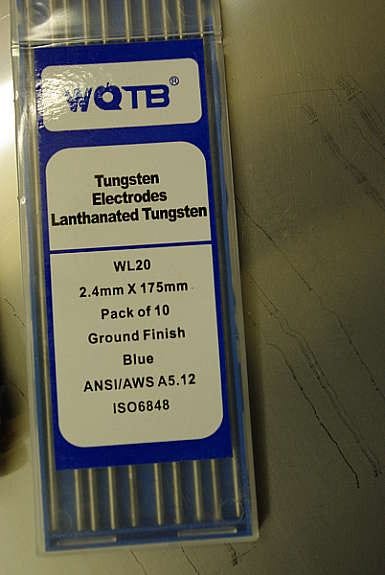 WQTB®
Tungsten
Electrodes
Lanthanated Tungsten
WL20
2.4mm X 175mm
Pack of 10
Ground Finish
Blue
ANSI/AWS A5.12
ISO6848